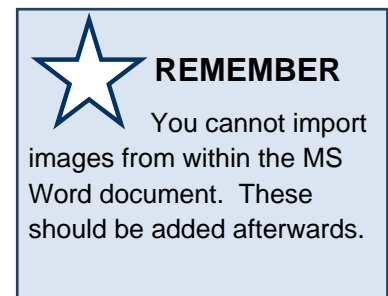 REMEMBER
You cannot import
images from within the MS
Word document.  These
should be added afterwards.